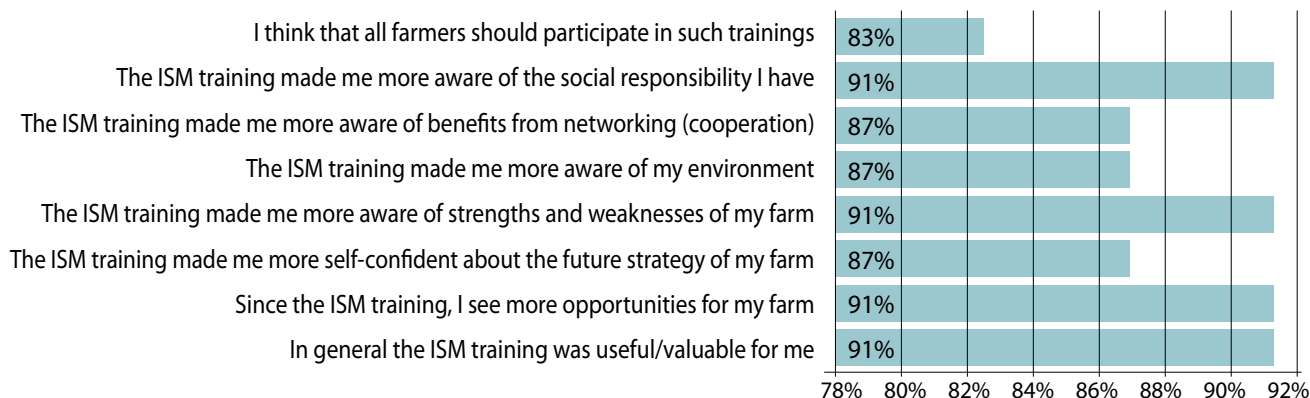 I think that all farmers should participate in such trainings 83%
The ISM training made me more aware of the social responsibility I have 91%
The ISM training made me more aware of benefits from networking (cooperation) 87%
The ISM training made me more aware of my environment 87%
The ISM training made me more aware of strengths and weaknesses of my farm 91%
The ISM training made me more self-confident about the future strategy of my farm 87%
Since the ISM training, I see more opportunities for my farm 91%
In general the ISM training was useful/valuable for me 91%
78% 80% 82% 84% 86% 88% 90% 92%